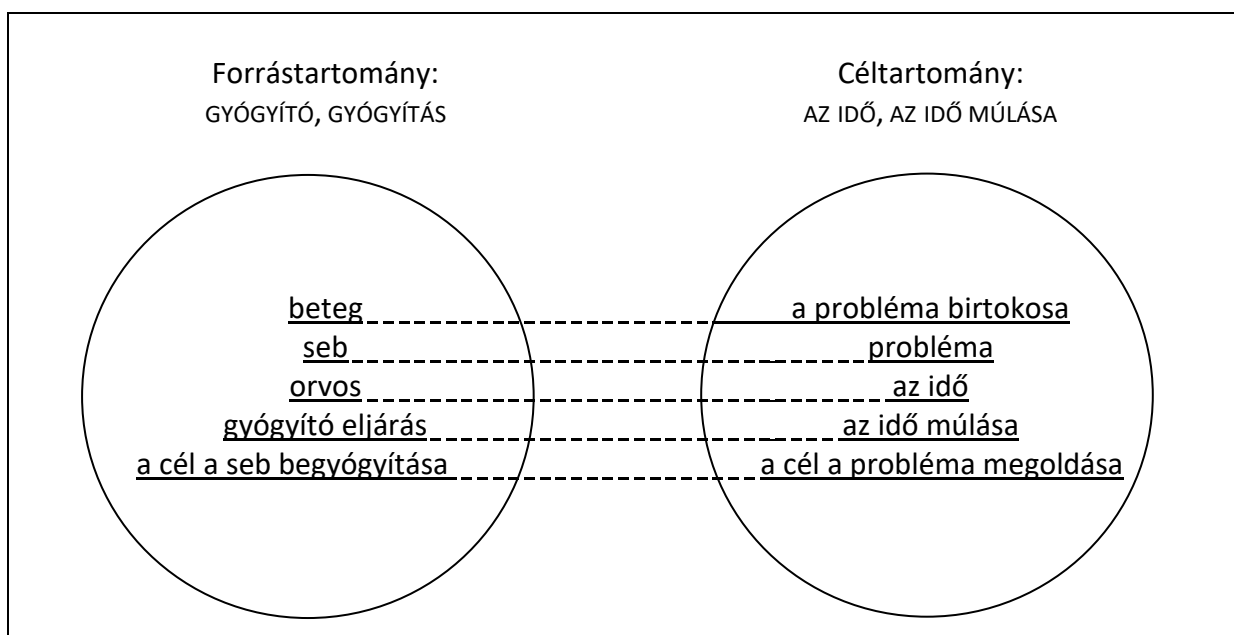 Forrástartomány: Céltartomány:
GYÓGYÍTÓ, GYÓGYÍTÁS AZ IDŐ, AZ IDŐ MÚLÁSA
beteg a probléma birtokosa
seb probléma
orvos az idő
gyógyító eljárás az idő múlása
a cél a seb begyógyítása a cél a probléma megoldása